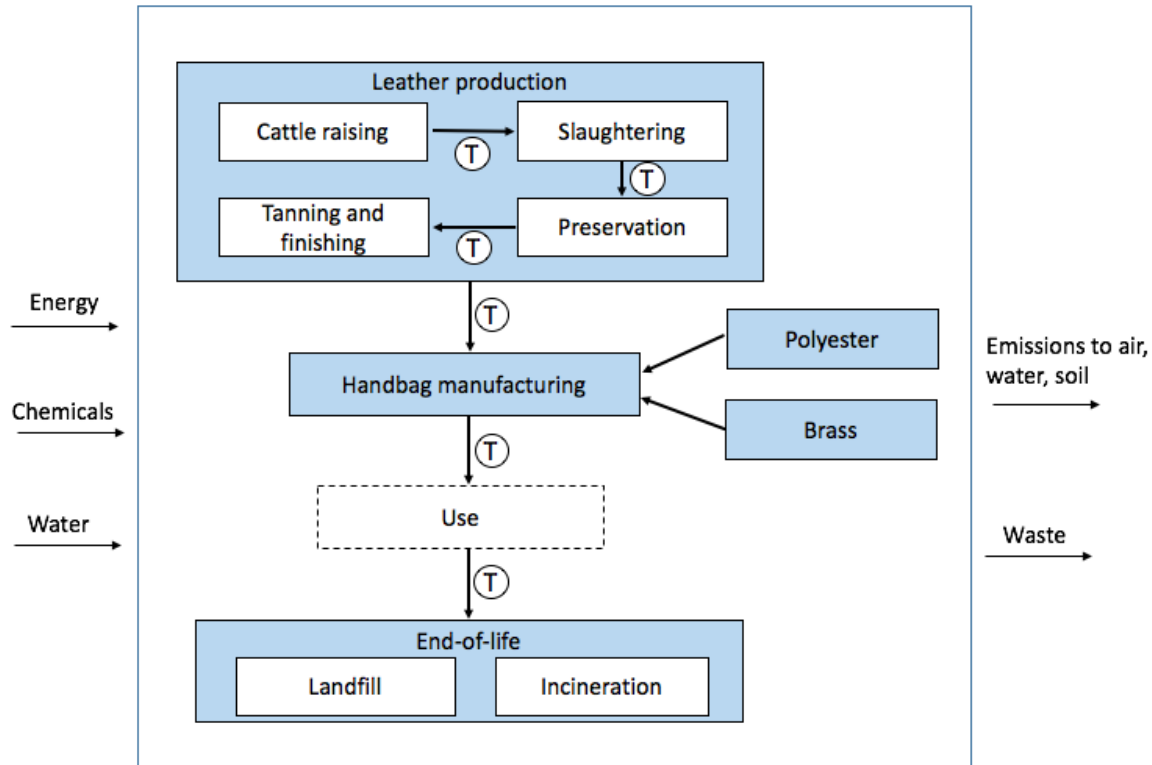 Leather production
Cattle raising
Slaughtering
T
T
Tanning and
finishing
Preservation
T
Energy
T
Polyester
Emissions to air,
water, soil
Handbag manufacturing
Chemicals
Brass
T
Water
Use
Waste
T
End-of-life
Landfill
Incineration